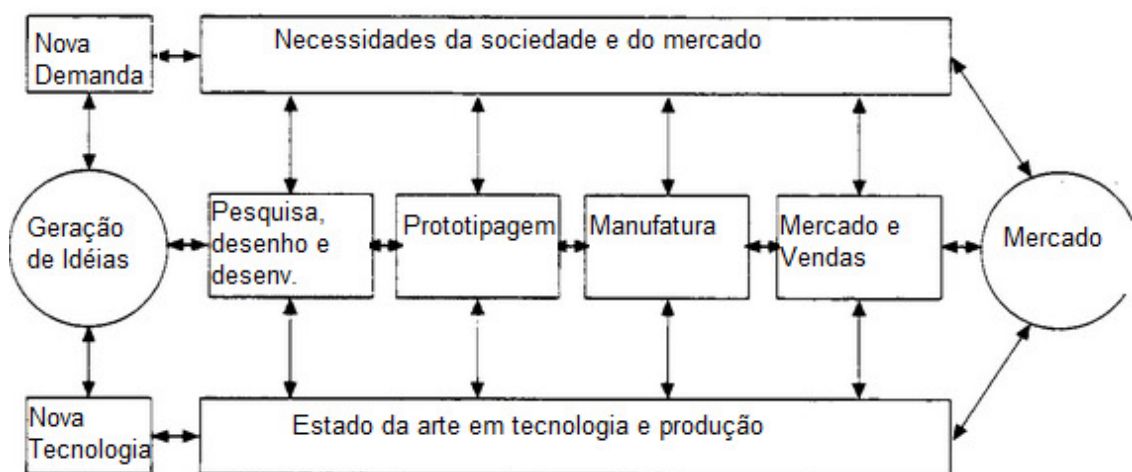 Nova
Demanda
Necessidades da sociedade e do mercado
Geração
de Idéias
Pesquisa,
desenho e
desenv.
Prototipagem
Manufatura
Mercado e
Vendas
Mercado
Nova
Tecnologia
Estado da arte em tecnologia e produção